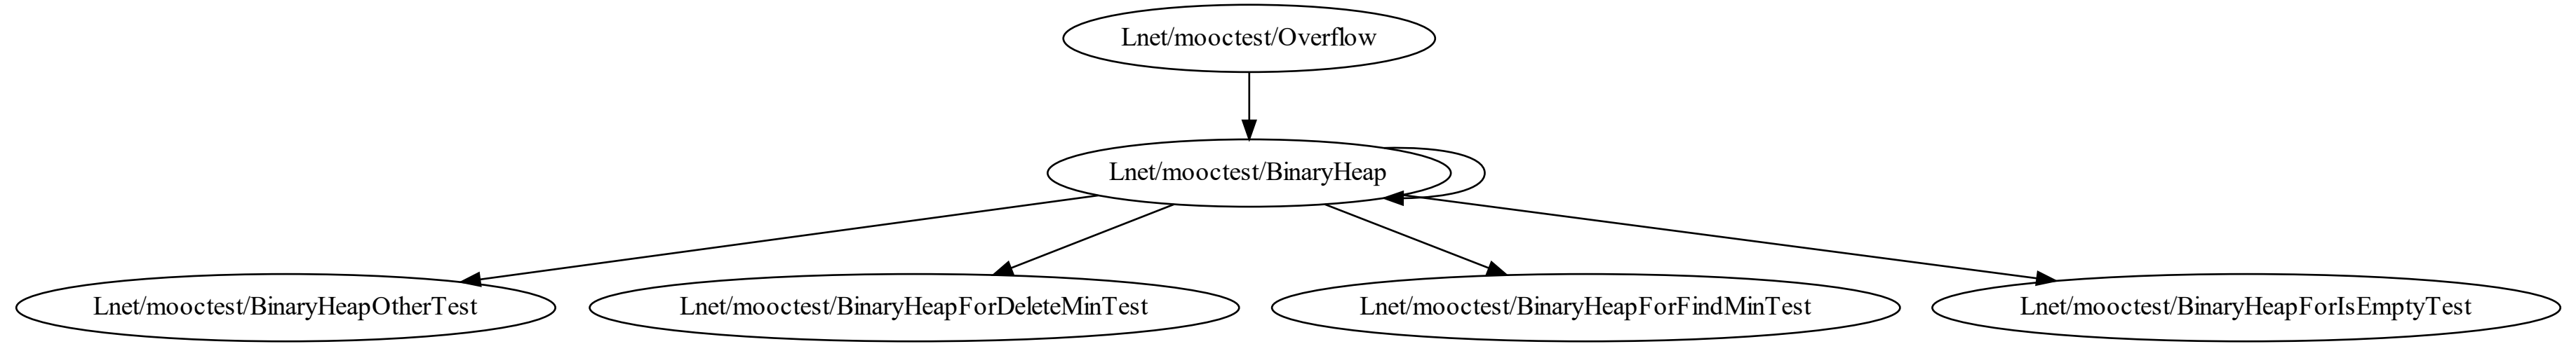 Lnet/mooctest/Overflow
Lnet/mooctest/BinaryHeap
Lnet/mooctest/BinaryHeapOtherTest
Lnet/mooctest/BinaryHeapForDeleteMinTest
Lnet/mooctest/BinaryHeapForFindMinTest
Lnet/mooctest/BinaryHeapForIsEmptyTest